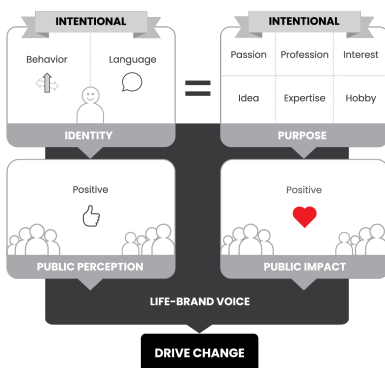 INTENTIONAL
Behavior
Language
IDENTITY
=
INTENTIONAL
Passion
Profession
Interest
Idea
Expertise
Hobby
PURPOSE
Positive
PUBLIC PERCEPTION
Positive
PUBLIC IMPACT
LIFE-BRAND VOICE
DRIVE CHANGE